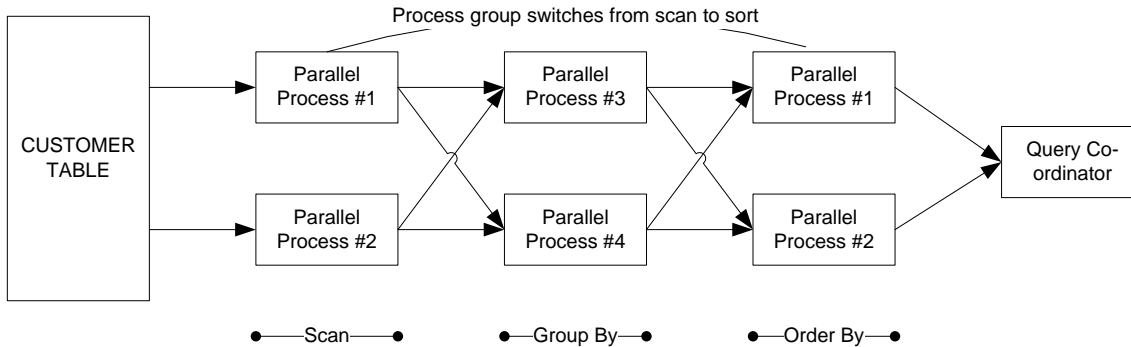 Process group switches from scan to sort
CUSTOMER
TABLE
Parallel
Process #1
Parallel
Process #3
Parallel
Process #1
Query Co-
ordinator
Parallel
Process #2
Parallel
Process #4
Parallel
Process #2
Scan
Group By
Order By